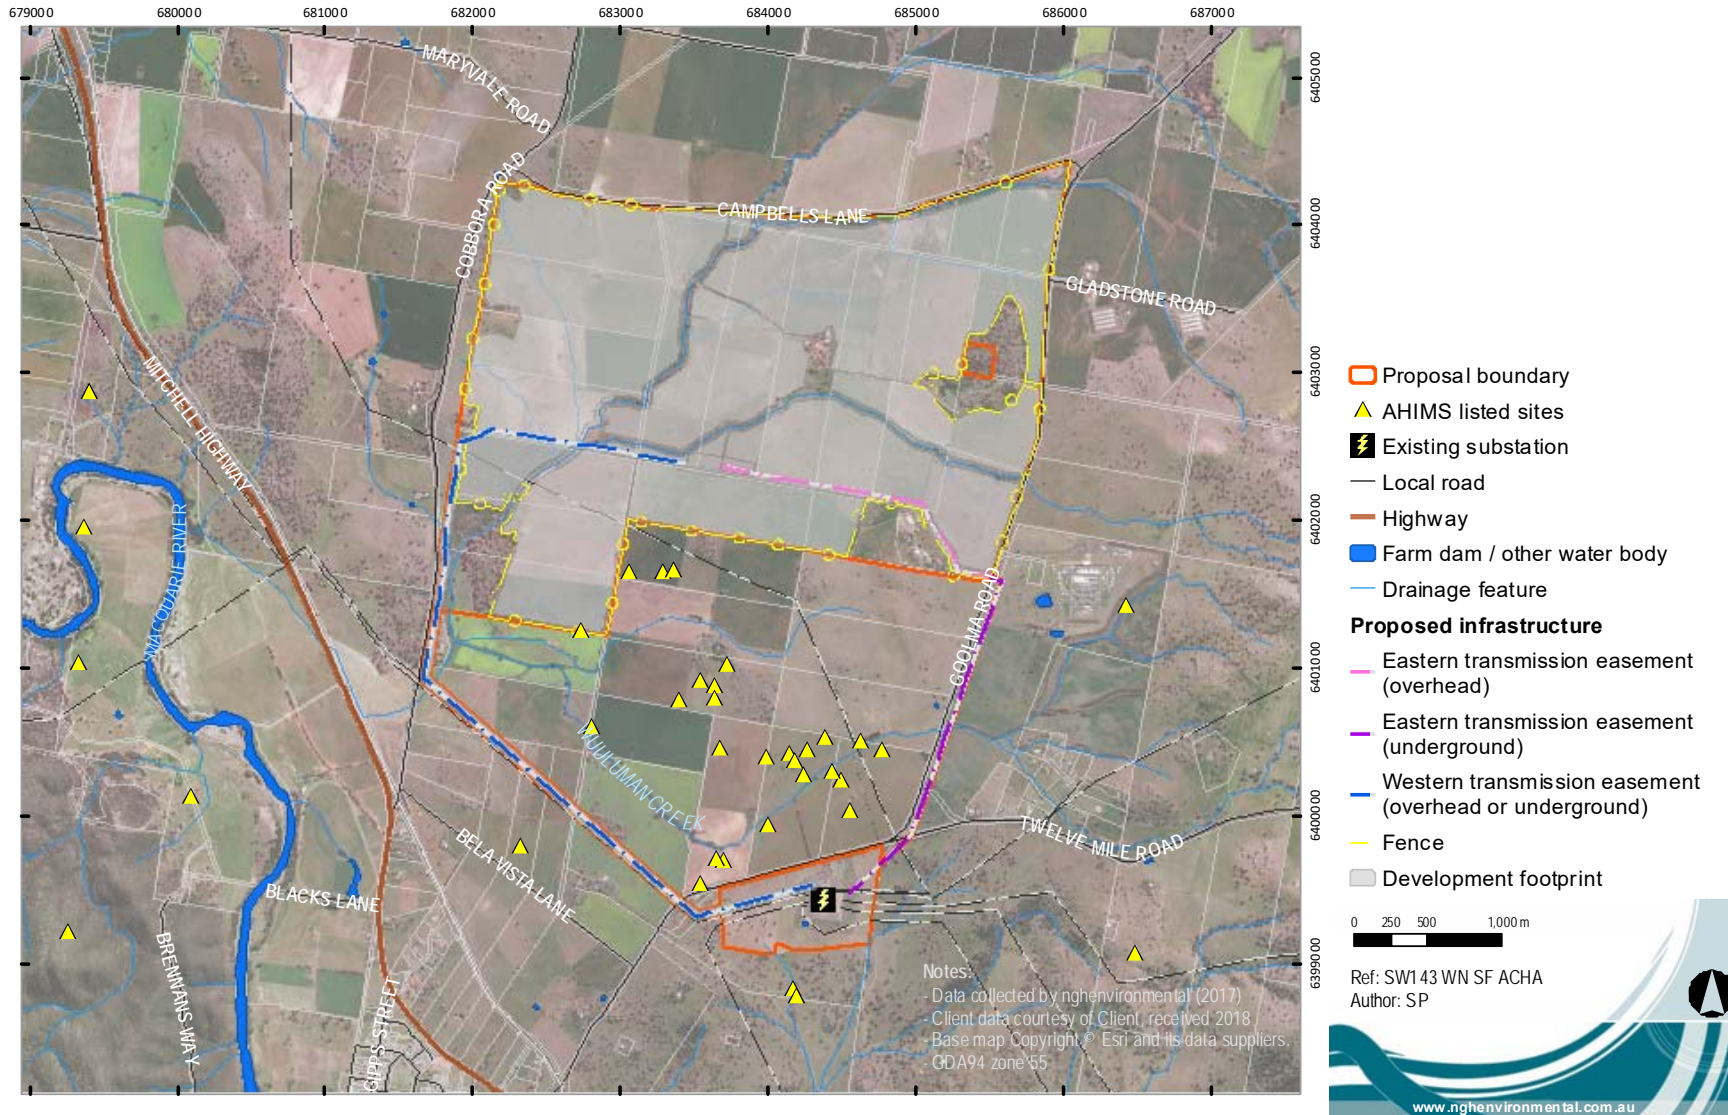 679000 680000 681000 682000 683000 684000 685000 686000 687000
6405000
6404000
6403000
6402000
6401000
6400000
6399000
MARYVALE ROAD
COBBORA ROAD
CAMPBELLS LANE
GLADSTONE ROAD
MITCHELL HIGHWAY
MACQUARIE RIVER
GOOLMA ROAD
WUULUMAN CREEK
TWELVE MILE ROAD
BELA VISTA LANE
BLACKS LANE
BRENNANS WAY
GIPPS STREET
Notes:
- Data collected by nghenvironmental (2017)
- Client data courtesy of Client, received 2018
- Base map Copyright © Esri and its data suppliers.
- GDA94 zone 55
Proposal boundary
AHIMS listed sites
Existing substation
Local road
Highway
Farm dam / other water body
Drainage feature
Proposed infrastructure
Eastern transmission easement
(overhead)
Eastern transmission easement
(underground)
Western transmission easement
(overhead or underground)
Fence
Development footprint
0 250 500 1,000 m
Ref: SW143 WN SF ACHA
Author: SP
www.nghenvironmental.com.au